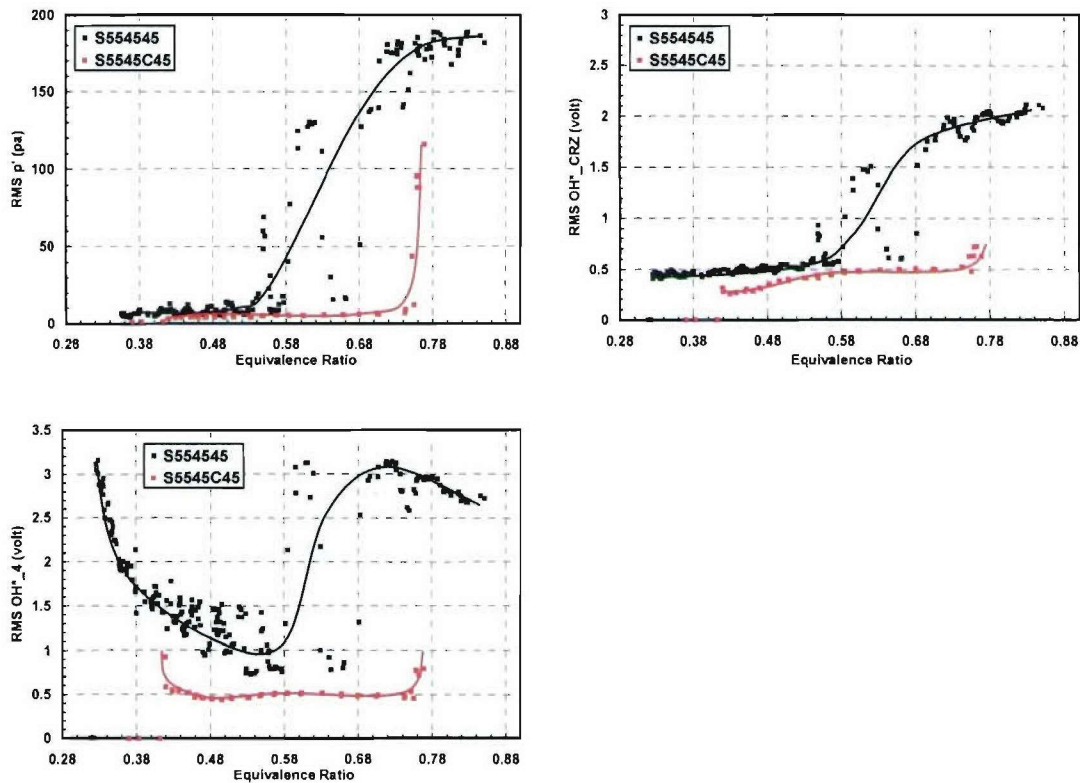 200
150
100
50
0
RMS p' (pa)
S554545
S5545C45
0.28 0.38 0.48 0.58 0.68 0.78 0.88
Equivalence Ratio
3
2.5
2
1.5
1
0.5
0
RMS OH*_CRZ (volt)
S554545
S5545C45
0.28 0.38 0.48 0.58 0.68 0.78 0.88
Equivalence Ratio
3.5
3
2.5
2
1.5
1
0.5
0
RMS OH*_4 (volt)
S554545
S5545C45
0.28 0.38 0.48 0.58 0.68 0.78 0.88
Equivalence Ratio